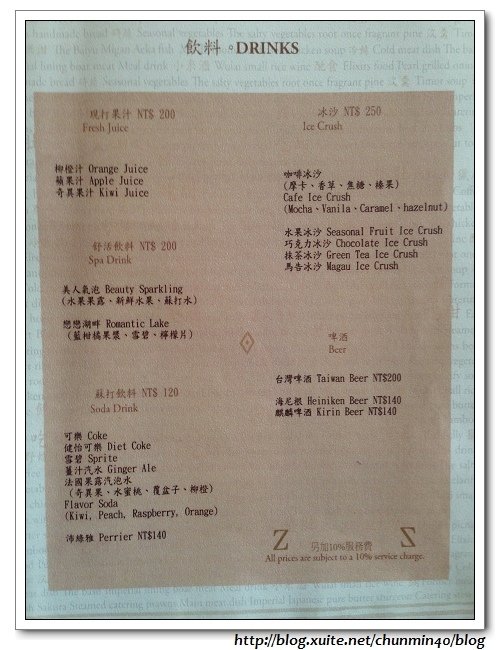 飲料。DRINKS
現打果汁 NT$ 200
Fresh Juice
柳橙汁 Orange Juice
蘋果汁 Apple Juice
奇異果汁 Kiwi Juice
舒活飲料 NT$ 200
Spa Drink
美人氣泡 Beauty Sparkling
(水果果露、新鮮水果、蘇打水)
戀戀湖畔 Romantic Lake
(藍柑橘果漿、雪碧、檸檬片)
蘇打飲料 NT$ 120
Soda Drink
可樂 Coke
健怡可樂 Diet Coke
雪碧 Sprite
薑汁汽水 Ginger Ale
法國果露汽泡水
(奇異果、水蜜桃、覆盆子、柳橙)
Flavor Soda
(Kiwi, Peach, Raspberry, Orange)
沛綠雅 Perrier NT$140
冰沙 NT$ 250
Ice Crush
咖啡冰沙
(摩卡、香草、焦糖、榛果)
Cafe Ice Crush
(Mocha、Vanila、Caramel、hazelnut)
水果冰沙 Seasonal Fruit Ice Crush
巧克力冰沙 Chocolate Ice Crush
抹茶冰沙 Green Tea Ice Crush
馬告冰沙 Magau Ice Crush
啤酒
Beer
台灣啤酒 Taiwan Beer NT$200
海尼根 Heiniken Beer NT$140
麒麟啤酒 Kirin Beer NT$140
Z 另加10%服務費 Z
All prices are subject to a 10% service charge.
http://blog.xuite.net/chunmin40/blog